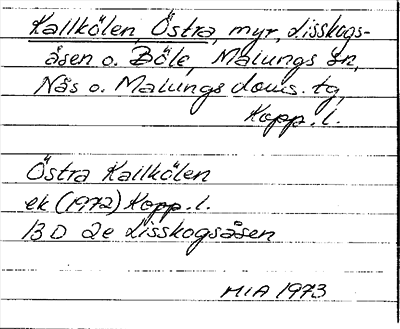 Kallkölen, Östra, myr, Lisskogs-
åsen o. Böle, Malungs sn,
Nås o. Malungs doms. tg,
Kopp. l.
Östra Kallkölen
ek (1972) Kopp. l.
13 D 2e Lisskogsåsen
MIA 1973